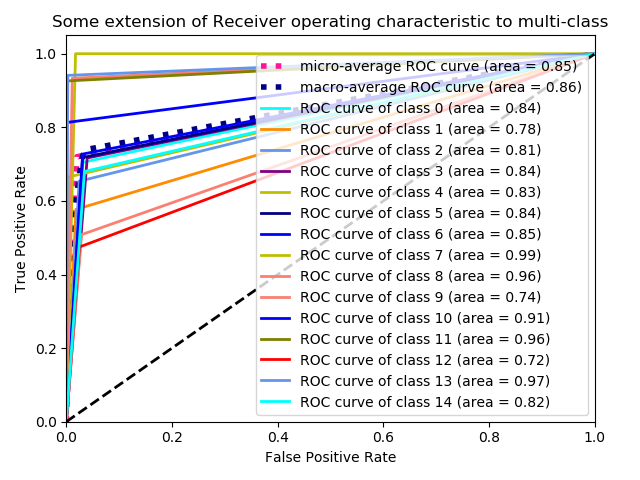 Some extension of Receiver operating characteristic to multi-class
1.0
0.8
0.6
0.4
0.2
0.0
True Positive Rate
micro-average ROC curve (area = 0.85)
macro-average ROC curve (area = 0.86)
ROC curve of class 0 (area = 0.84)
ROC curve of class 1 (area = 0.78)
ROC curve of class 2 (area = 0.81)
ROC curve of class 3 (area = 0.84)
ROC curve of class 4 (area = 0.83)
ROC curve of class 5 (area = 0.84)
ROC curve of class 6 (area = 0.85)
ROC curve of class 7 (area = 0.99)
ROC curve of class 8 (area = 0.96)
ROC curve of class 9 (area = 0.74)
ROC curve of class 10 (area = 0.91)
ROC curve of class 11 (area = 0.96)
ROC curve of class 12 (area = 0.72)
ROC curve of class 13 (area = 0.97)
ROC curve of class 14 (area = 0.82)
0.0 0.2 0.4 0.6 0.8 1.0
False Positive Rate